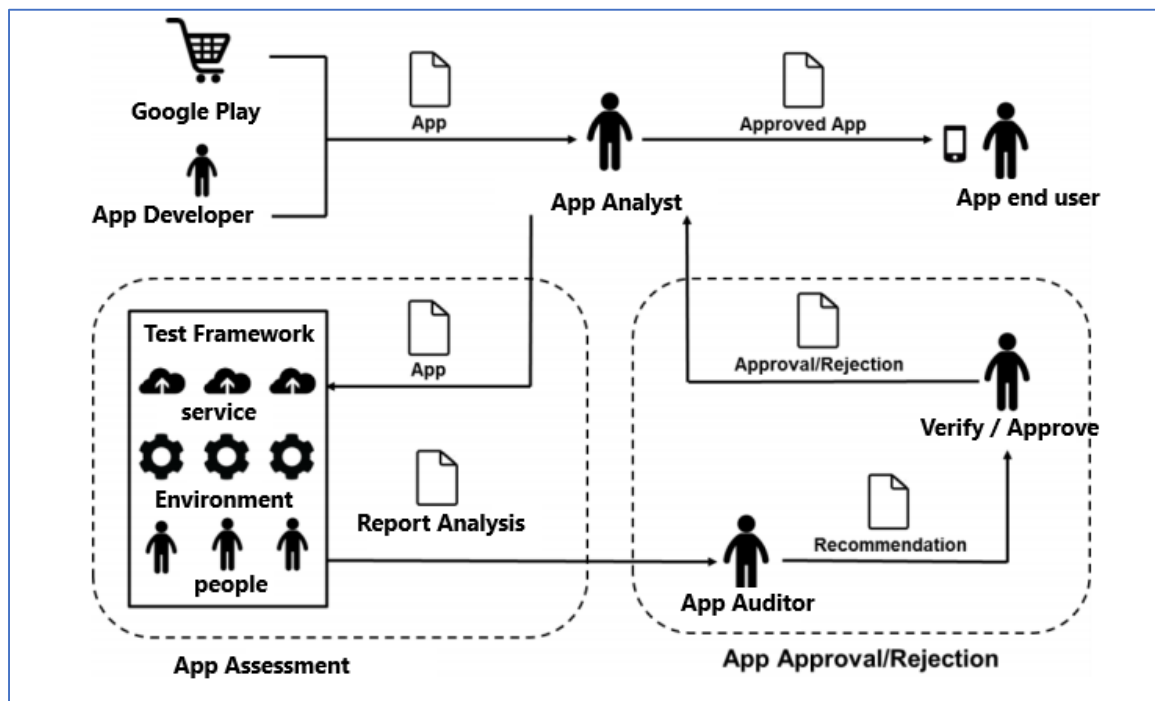 Google Play
App
Approved App
App Developer
App Analyst
App end user
Test Framework
App
service
Environment
people
Report Analysis
Approval/Rejection
Verify / Approve
Recommendation
App Auditor
App Assessment
App Approval/Rejection